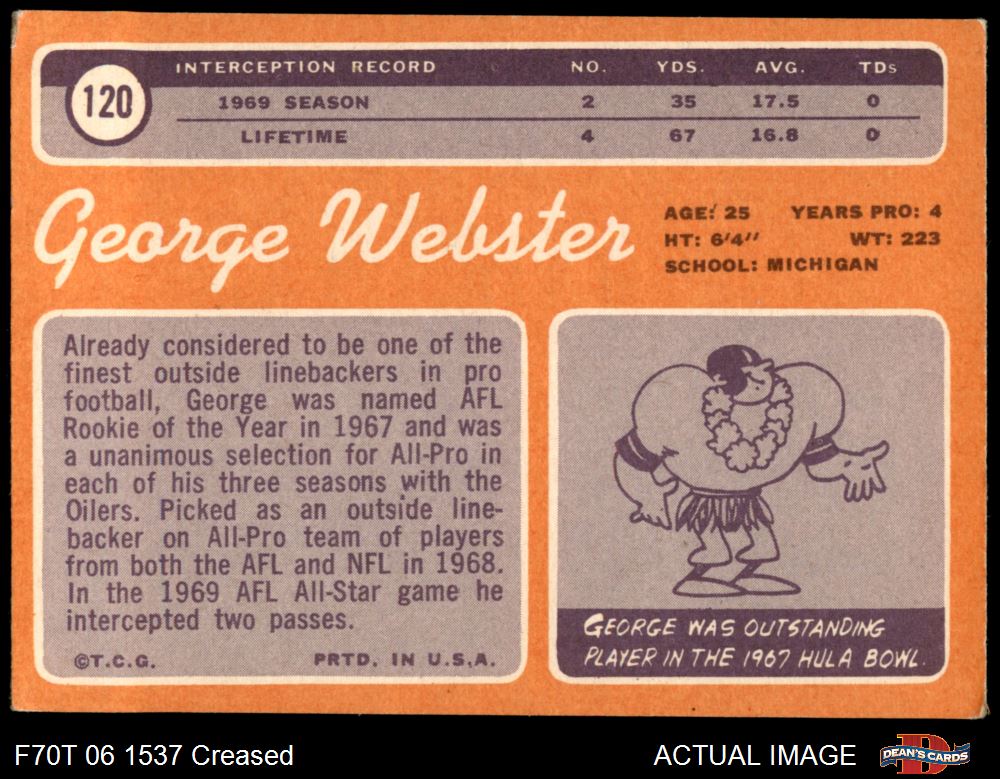 120
INTERCEPTION RECORD NO. YDS. AVG. TDs
1969 SEASON 2 35 17.5 0
LIFETIME 4 67 16.8 0
George Webster
AGE: 25 YEARS PRO: 4
HT: 6'4" WT: 223
SCHOOL: MICHIGAN
Already considered to be one of the
finest outside linebackers in pro
football, George was named AFL
Rookie of the Year in 1967 and was
a unanimous selection for All-Pro in
each of his three seasons with the
Oilers. Picked as an outside line-
backer on All-Pro team of players
from both the AFL and NFL in 1968.
In the 1969 AFL All-Star game he
intercepted two passes.
©T.C.G. PRTD. IN U.S.A.
GEORGE WAS OUTSTANDING
PLAYER IN THE 1967 HULA BOWL.
F70T 06 1537 Creased ACTUAL IMAGE
D
DEAN'S CARDS